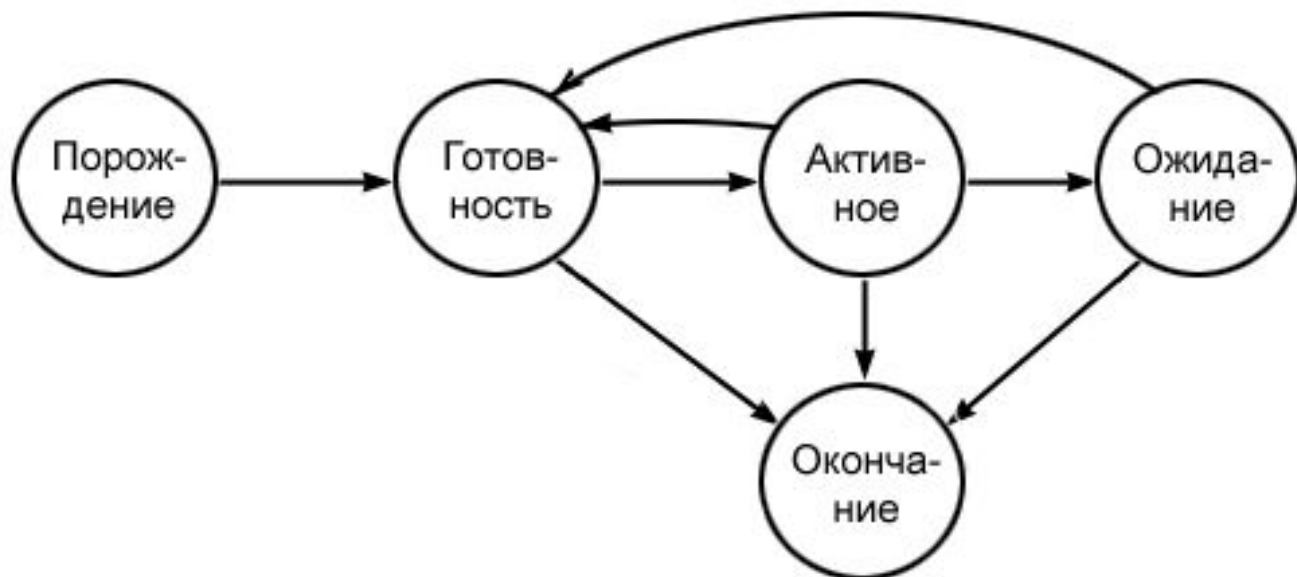 Порож-
дение
Готов-
ность
Актив-
ное
Ожида-
ние
Оконча-
ние